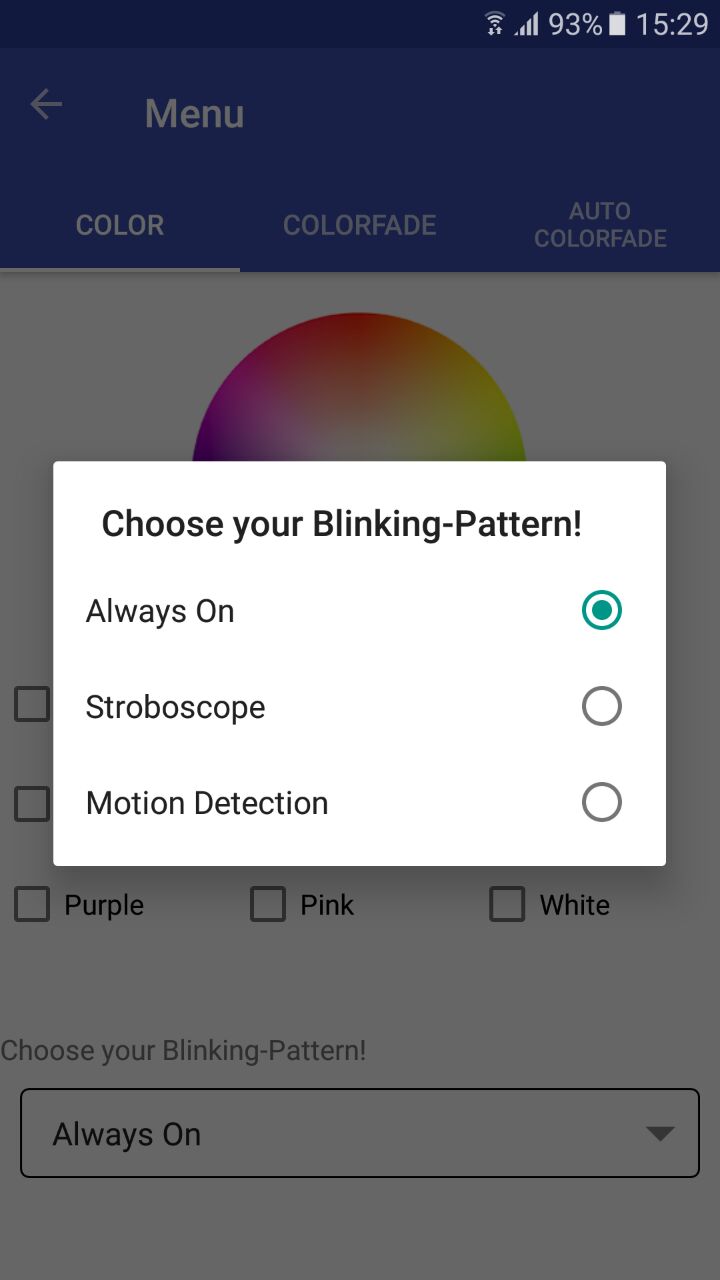 93% 15:29
Menu
COLOR COLORFADE AUTO COLORFADE
Choose your Blinking-Pattern!
Always On
Stroboscope
Motion Detection
Purple Pink White
Choose your Blinking-Pattern!
Always On